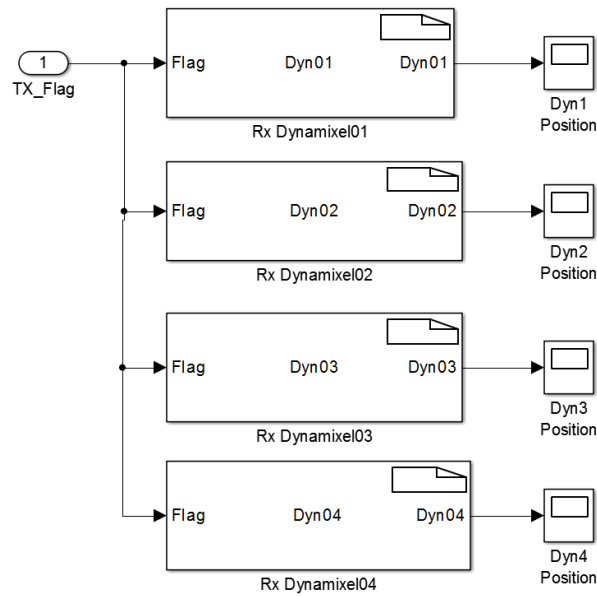 1
TX_Flag
Flag Dyn01 Dyn01
Rx Dynamixel01
Dyn1
Position
Flag Dyn02 Dyn02
Rx Dynamixel02
Dyn2
Position
Flag Dyn03 Dyn03
Rx Dynamixel03
Dyn3
Position
Flag Dyn04 Dyn04
Rx Dynamixel04
Dyn4
Position